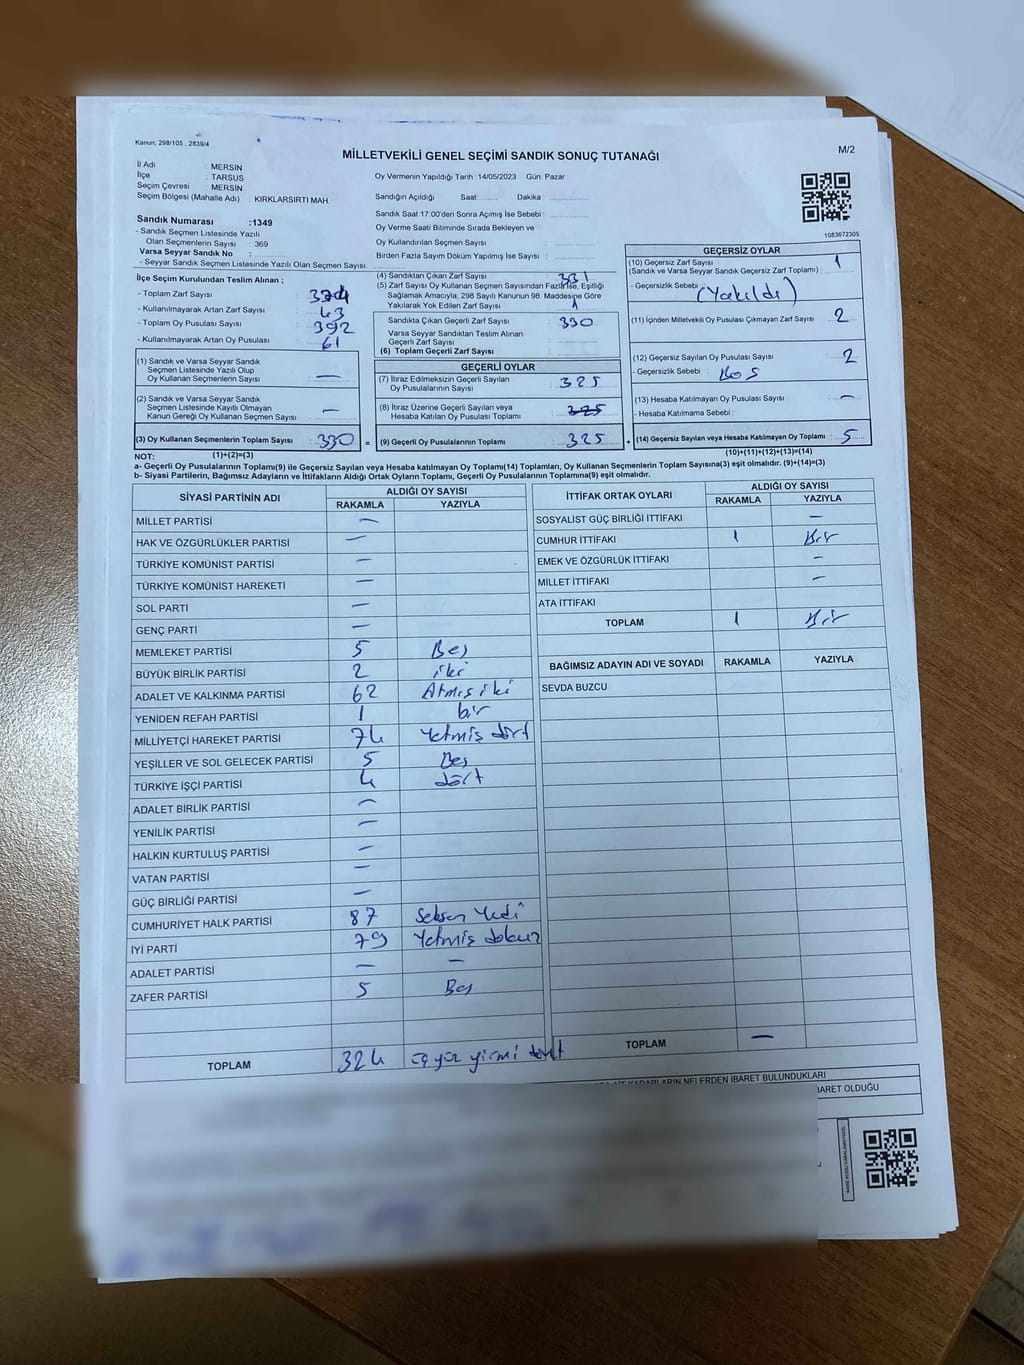 Kanun; 298/105 , 2839/4
MİLLETVEKİLİ GENEL SEÇİMİ SANDIK SONUÇ TUTANAĞI
M/2
İl Adı : MERSİN
İlçe : TARSUS
Seçim Çevresi : MERSİN
Seçim Bölgesi (Mahalle Adı) : KIRKLARSIRTI MAH.
Sandık Numarası :1349
- Sandık Seçmen Listesinde Yazılı
Olan Seçmenlerin Sayısı : 369
Varsa Seyyar Sandık No :
- Seyyar Sandık Seçmen Listesinde Yazılı Olan Seçmen Sayısı:
Oy Vermenin Yapıldığı Tarih :14/05/2023 Gün: Pazar
Sandığın Açıldığı Saat: Dakika :
Sandık Saat 17:00'den Sonra Açımış İse Sebebi :
Oy Verme Saati Bitiminde Sırada Bekleyen ve
Oy Kullandırılan Seçmen Sayısı :
Birden Fazla Sayım Döküm Yapılmış İse Sayısı :
1083672305
İlçe Seçim Kurulundan Teslim Alınan ;
- Toplam Zarf Sayısı : 374
- Kullanılmayarak Artan Zarf Sayısı : 43
- Toplam Oy Pusulası Sayısı : 392
- Kullanılmayarak Artan Oy Pusulası : 61
(1) Sandık ve Varsa Seyyar Sandık
Seçmen Listesinde Yazılı Olup
Oy Kullanan Seçmenlerin Sayısı : —
(2) Sandık ve Varsa Seyyar Sandık
Seçmen Listesinde Kayıtlı Olmayan
Kanun Gereği Oy Kullanan Seçmen Sayısı : —
(3) Oy Kullanan Seçmenlerin Toplam Sayısı : 330 =
(4) Sandıktan Çıkan Zarf Sayısı : 331
(5) Zarf Sayısı Oy Kullanan Seçmen Sayısından Fazla İse, Eşitliği
Sağlamak Amacıyla, 298 Sayılı Kanunun 98. Maddesine Göre
Yakılarak Yok Edilen Zarf Sayısı : 1
Sandıkta Çıkan Geçerli Zarf Sayısı : 330
Varsa Seyyar Sandıktan Teslim Alınan
Geçerli Zarf Sayısı :
(6) Toplam Geçerli Zarf Sayısı :
GEÇERLİ OYLAR
(7) İtiraz Edilmeksizin Geçerli Sayılan
Oy Pusulalarının Sayısı : 325
(8) İtiraz Üzerine Geçerli Sayılan veya
Hesaba Katılan Oy Pusulaları Toplamı : 325
(9) Geçerli Oy Pusulalarının Toplamı : 325
GEÇERSİZ OYLAR
(10) Geçersiz Zarf Sayısı : 1
(Sandık ve Varsa Seyyar Sandık Geçersiz Zarf Toplamı) :
- Geçersizlik Sebebi : (Yakıldı)
(11) İçinden Milletvekili Oy Pusulası Çıkmayan Zarf Sayısı : 2
(12) Geçersiz Sayılan Oy Pusulası Sayısı : 2
- Geçersizlik Sebebi : Boş
(13) Hesaba Katılmayan Oy Pusulası Sayısı : —
- Hesaba Katılmama Sebebi :
(14) Geçersiz Sayılan veya Hesaba Katılmayan Oy Toplamı : 5
NOT: (1)+(2)=(3)
(10)+(11)+(12)+(13)=(14)
a- Geçerli Oy Pusulalarının Toplamı(9) ile Geçersiz Sayılan veya Hesaba katılmayan Oy Toplamı(14) Toplamları, Oy Kullanan Seçmenlerin Toplam Sayısına(3) eşit olmalıdır. (9)+(14)=(3)
b- Siyasi Partilerin, Bağımsız Adayların ve İttifakların Aldığı Ortak Oyların Toplamı, Geçerli Oy Pusulalarının Toplamına(9) eşit olmalıdır.
SİYASİ PARTİNİN ADI
ALDIĞI OY SAYISI
RAKAMLA YAZIYLA
MİLLET PARTİSİ —
HAK VE ÖZGÜRLÜKLER PARTİSİ —
TÜRKİYE KOMÜNİST PARTİSİ —
TÜRKİYE KOMÜNİST HAREKETİ —
SOL PARTİ —
GENÇ PARTİ —
MEMLEKET PARTİSİ 5 Beş
BÜYÜK BİRLİK PARTİSİ 2 iki
ADALET VE KALKINMA PARTİSİ 62 Atmış iki
YENİDEN REFAH PARTİSİ 1 bir
MİLLİYETÇİ HAREKET PARTİSİ 74 Yetmiş dört
YEŞİLLER VE SOL GELECEK PARTİSİ 5 Beş
TÜRKİYE İŞÇİ PARTİSİ 4 dört
ADALET BİRLİK PARTİSİ —
YENİLİK PARTİSİ —
HALKIN KURTULUŞ PARTİSİ —
VATAN PARTİSİ —
GÜÇ BİRLİĞİ PARTİSİ —
CUMHURİYET HALK PARTİSİ 87 Seksen Yedi
İYİ PARTİ 79 Yetmiş dokuz
ADALET PARTİSİ — —
ZAFER PARTİSİ 5 Beş
TOPLAM 324 üç yüz yirmi dört
İTTİFAK ORTAK OYLARI
ALDIĞI OY SAYISI
RAKAMLA YAZIYLA
SOSYALİST GÜÇ BİRLİĞİ İTTİFAKI —
CUMHUR İTTİFAKI 1 Bir
EMEK VE ÖZGÜRLÜK İTTİFAKI —
MİLLET İTTİFAKI —
ATA İTTİFAKI
TOPLAM 1 Bir
BAĞIMSIZ ADAYIN ADI VE SOYADI RAKAMLA YAZIYLA
SEVDA BUZCU
TOPLAM —
KARARLARIN NELERDEN İBARET BULUNDUKLARI
BARET OLDUĞU